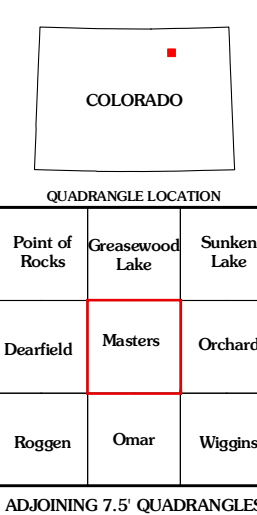 COLORADO
QUADRANGLE LOCATION
Point of
Rocks
Greasewood
Lake
Sunken
Lake
Dearfield
Masters
Orchard
Roggen
Omar
Wiggins
ADJOINING 7.5' QUADRANGLES